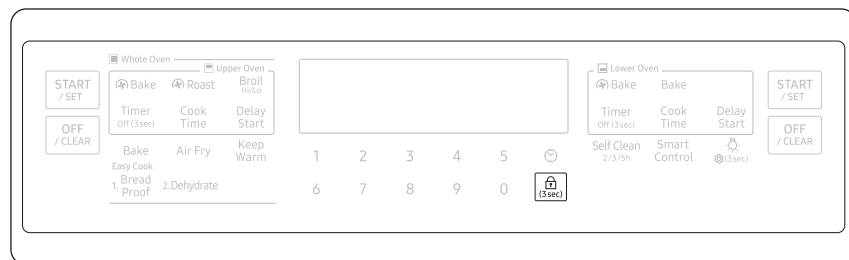 Whole Oven
Upper Oven
START
/ SET
OFF
/ CLEAR
Bake
Roast
Broil
Hi/Lo
Timer
Off (3 sec)
Cook
Time
Delay
Start
Bake
Air Fry
Keep
Warm
Easy Cook
1. Bread
Proof
2. Dehydrate
1 2 3 4 5
6 7 8 9 0
(3 sec)
Lower Oven
Bake
Bake
Timer
Off (3 sec)
Cook
Time
Delay
Start
Self Clean
2/3/5h
Smart
Control
(3 sec)
START
/ SET
OFF
/ CLEAR